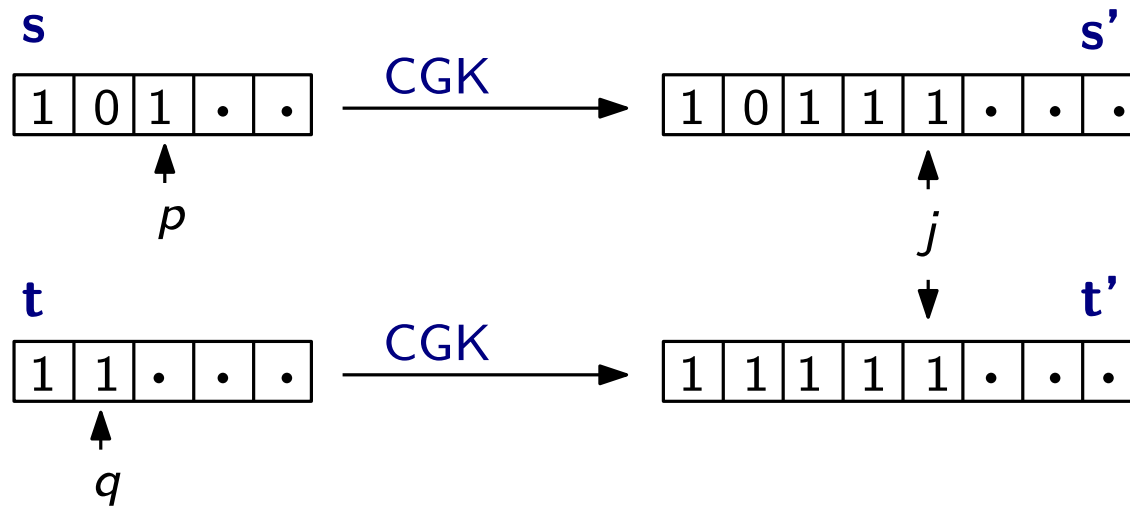 s CGK s’
1 0 1 • • 1 0 1 1 1 • • •
p j
t CGK t’
1 1 • • • 1 1 1 1 1 • • •
q